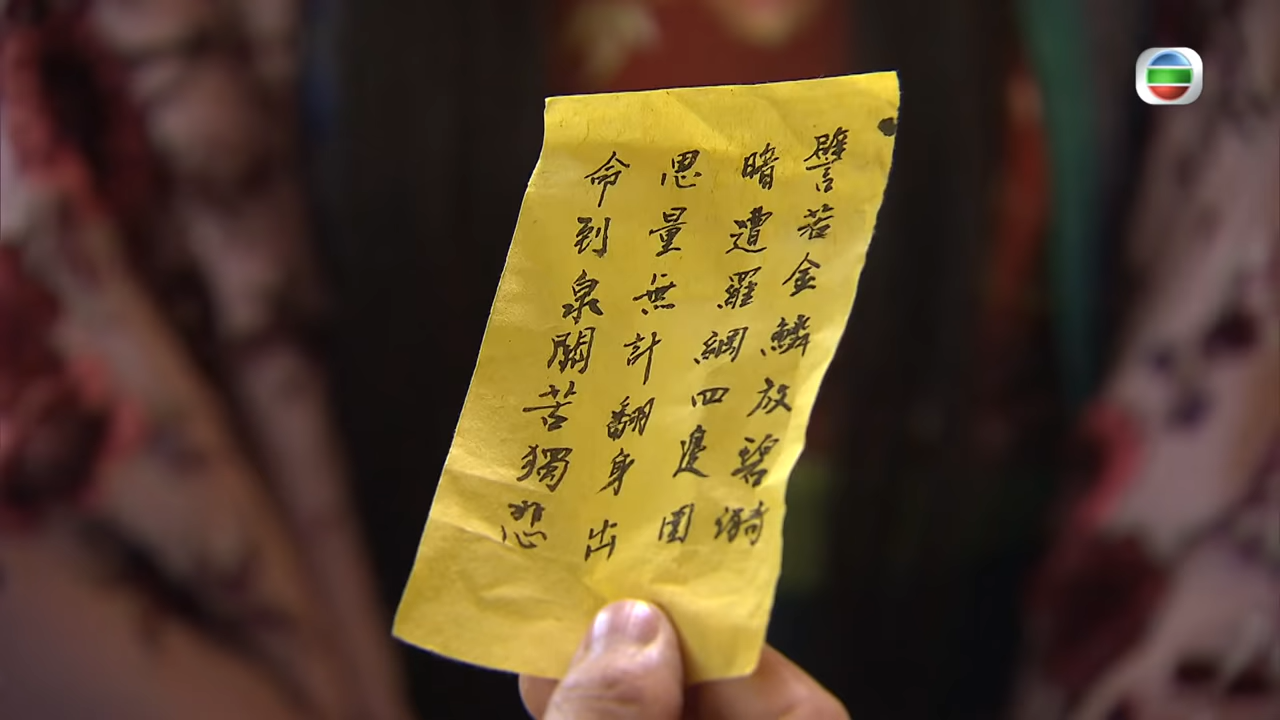 譬若金鱗放碧漪
暗遭羅網四邊圍
思量無計翻身出
命到泉關苦獨悲